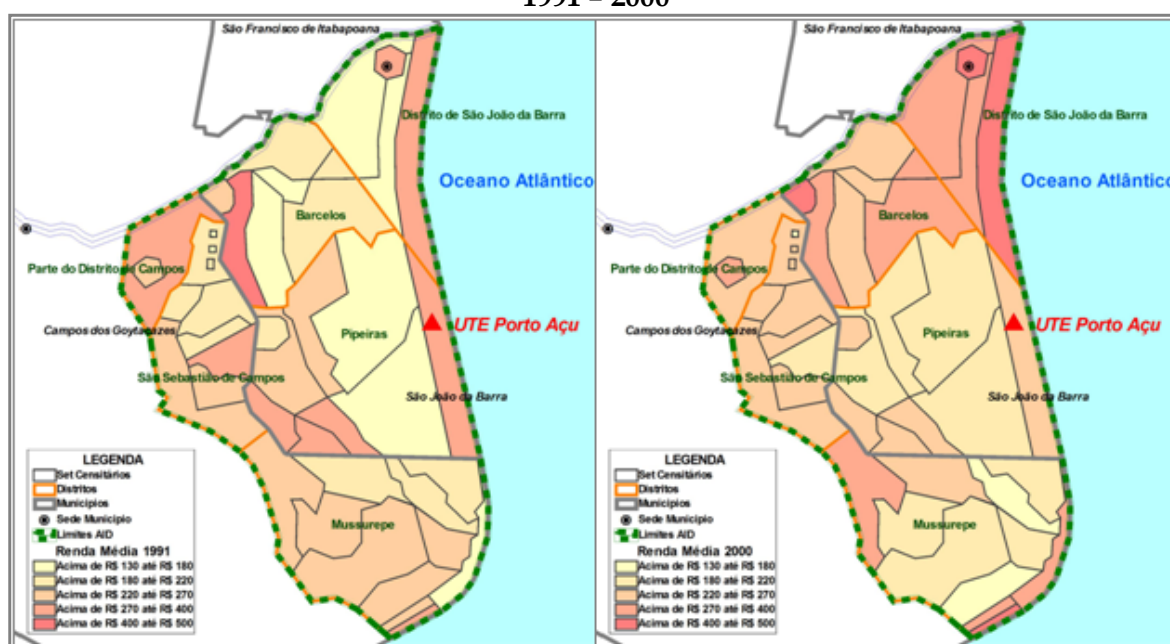 1991 – 2000
São Francisco de Itabapoana
Distrito de São João da Barra
Oceano Atlântico
Barcelos
Parte do Distrito de Campos
Campos dos Goytacazes
Pipeiras
UTE Porto Açu
São Sebastião de Campos
São João da Barra
Mussurepe
LEGENDA
Set Censitários
Distritos
Municípios
Sede Município
Limites AID
Renda Média 1991
Acima de R$ 130 até R$ 180
Acima de R$ 180 até R$ 220
Acima de R$ 220 até R$ 270
Acima de R$ 270 até R$ 400
Acima de R$ 400 até R$ 500
São Francisco de Itabapoana
Distrito de São João da Barra
Oceano Atlântico
Barcelos
Parte do Distrito de Campos
Campos dos Goytacazes
Pipeiras
UTE Porto Açu
São Sebastião de Campos
São João da Barra
Mussurepe
LEGENDA
Set Censitários
Distritos
Municípios
Sede Município
Limites AID
Renda Média 2000
Acima de R$ 130 até R$ 180
Acima de R$ 180 até R$ 220
Acima de R$ 220 até R$ 270
Acima de R$ 270 até R$ 400
Acima de R$ 400 até R$ 500